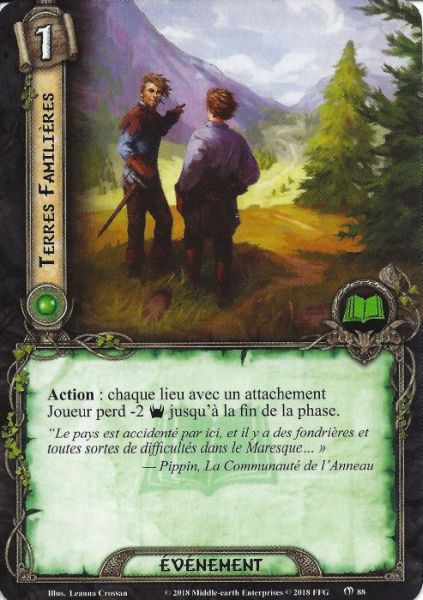 1
TERRES FAMILIÈRES
Action : chaque lieu avec un attachement
Joueur perd -2 jusqu'à la fin de la phase.
“Le pays est accidenté par ici, et il y a des fondrières et
toutes sortes de difficultés dans le Maresque… »
— Pippin, La Communauté de l'Anneau
ÉVÉNEMENT
Illus. Leanna Crossan © 2018 Middle-earth Enterprises © 2018 FFG 88